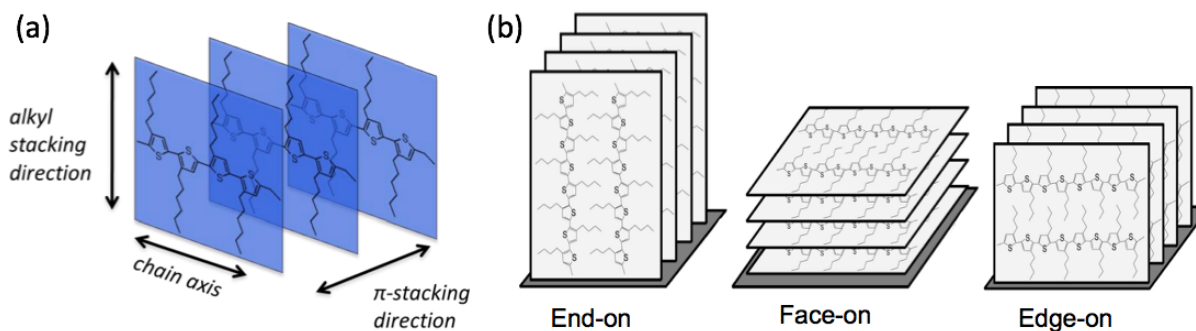 (a)
alkyl
stacking
direction
chain axis
π-stacking
direction
(b)
End-on
Face-on
Edge-on